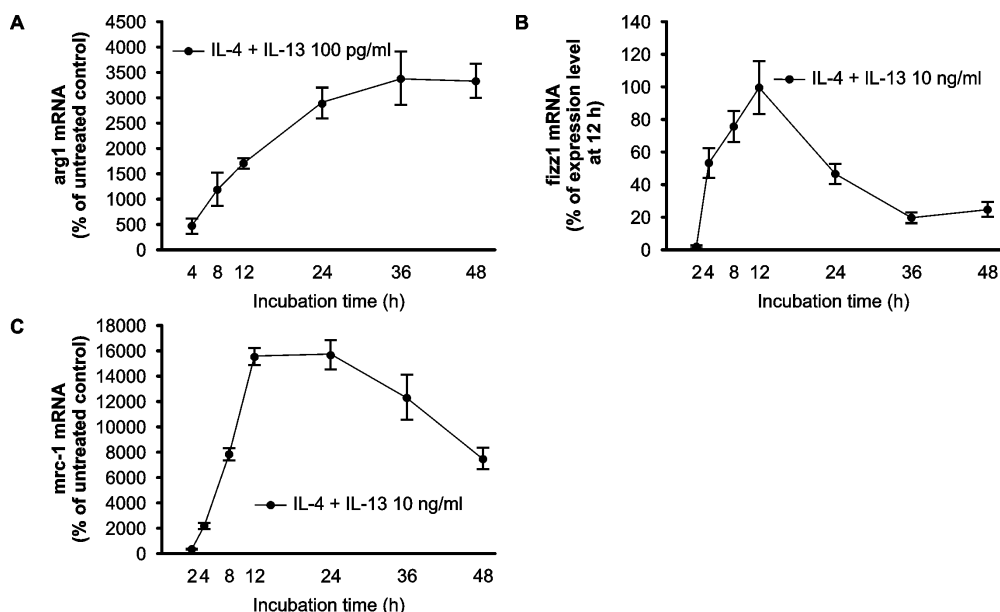 A
arg1 mRNA
(% of untreated control)
4500
4000
3500
3000
2500
2000
1500
1000
500
0
IL-4 + IL-13 100 pg/ml
4 8 12 24 36 48
Incubation time (h)
B
fizz1 mRNA
(% of expression level
at 12 h)
140
120
100
80
60
40
20
0
IL-4 + IL-13 10 ng/ml
2 4 8 12 24 36 48
Incubation time (h)
C
mrc-1 mRNA
(% of untreated control)
18000
16000
14000
12000
10000
8000
6000
4000
2000
0
IL-4 + IL-13 10 ng/ml
2 4 8 12 24 36 48
Incubation time (h)